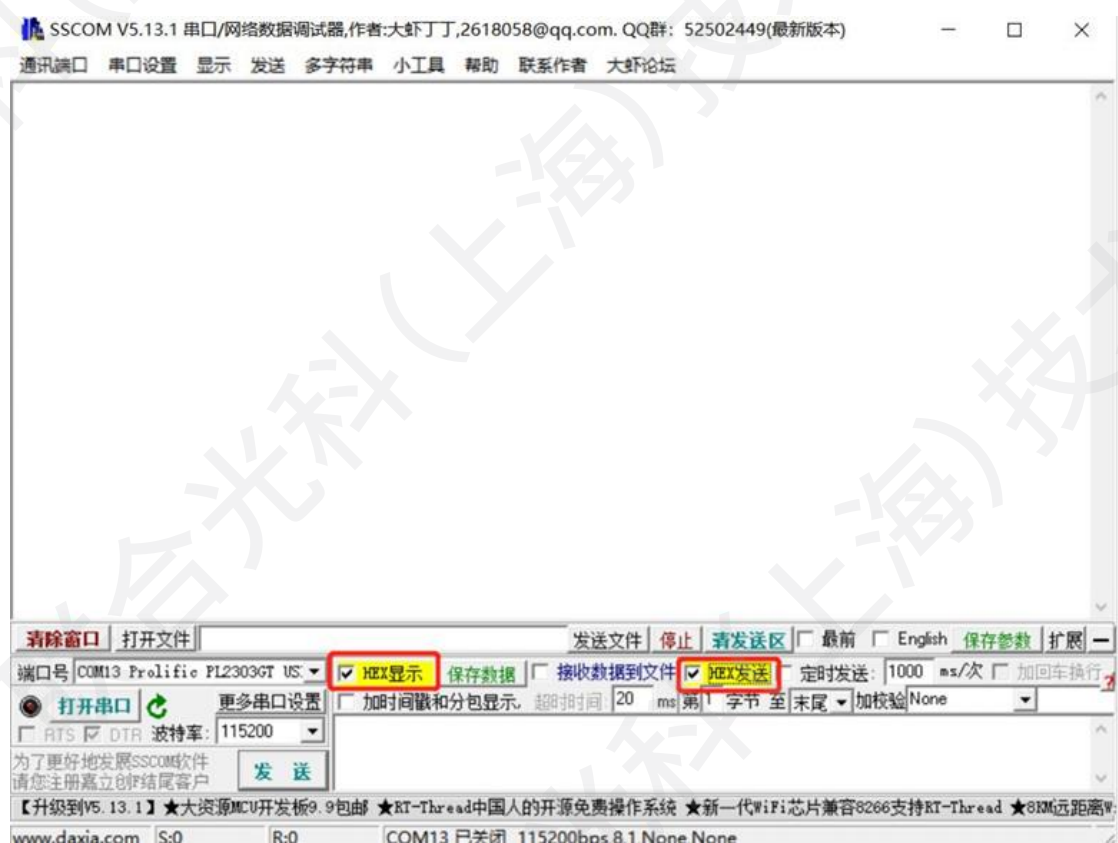 SSCOM V5.13.1 串口/网络数据调试器,作者:大虾丁丁,2618058@qq.com. QQ群: 52502449(最新版本)
通讯端口 串口设置 显示 发送 多字符串 小工具 帮助 联系作者 大虾论坛
清除窗口 打开文件 发送文件 停止 清发送区 最前 English 保存参数 扩展
端口号 COM13 Prolific PL2303GT US HEX显示 保存数据 接收数据到文件 HEX发送 定时发送: 1000 ms/次 加回车换行
打开串口 更多串口设置 加时间戳和分包显示, 超时时间: 20 ms 第 1 字节 至 末尾 加校验 None
RTS DTR 波特率: 115200
为了更好地发展SSCOM软件
请您注册嘉立创F结尾客户
发 送
【升级到V5.13.1】★大资源MCU开发板9.9包邮 ★RT-Thread中国人的开源免费操作系统 ★新一代WiFi芯片兼容8266支持RT-Thread ★8KM远距离W
www.daxia.com S:0 R:0 COM13 已关闭 115200bps,8,1,None,None
合光科(上海)技
(上海)技